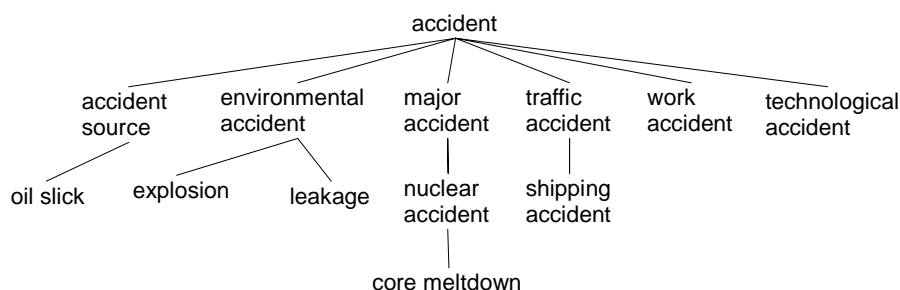 accident
accident
source
environmental
accident
major
accident
traffic
accident
work
accident
technological
accident
oil slick
explosion
leakage
nuclear
accident
shipping
accident
core meltdown